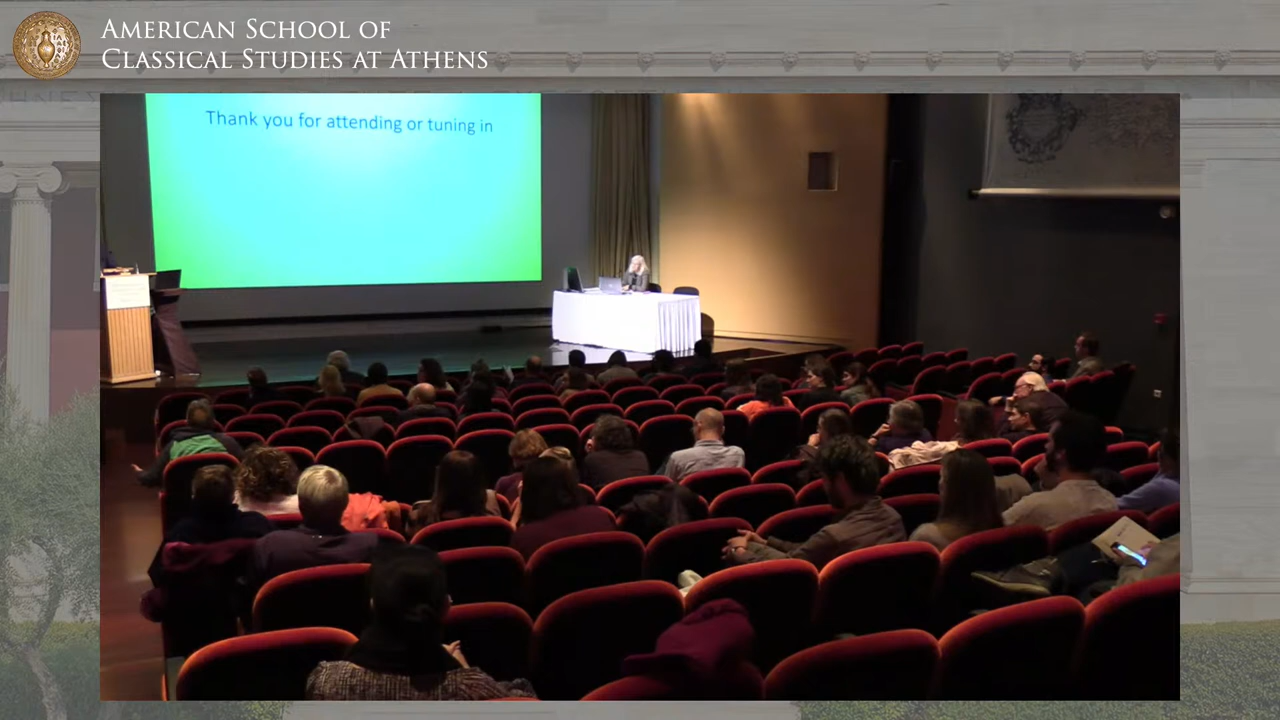 AMERICAN SCHOOL OF
CLASSICAL STUDIES AT ATHENS
Thank you for attending or tuning in